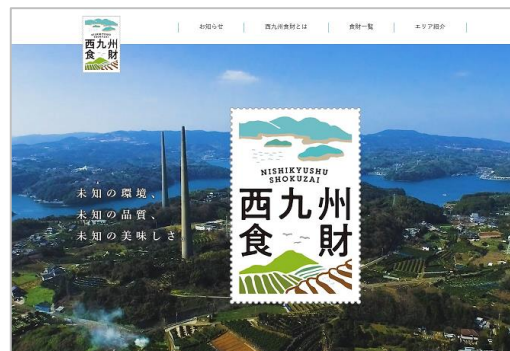 西九州
食財
お知らせ
西九州食財とは
食財一覧
エリア紹介
未知の環境、
未知の品質、
未知の美味しさ
NISHIKYUSHU
SHOKUZAI
西九州
食財